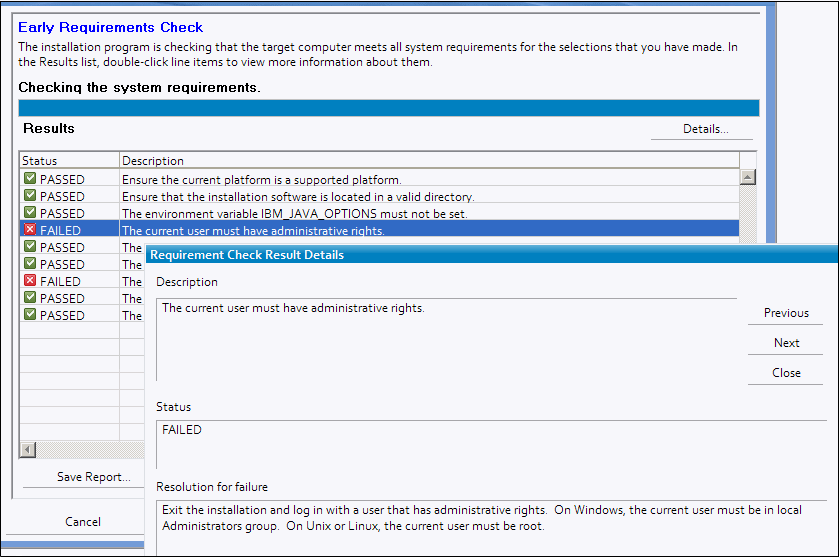 Early Requirements Check
The installation program is checking that the target computer meets all system requirements for the selections that you have made. In
the Results list, double-click line items to view more information about them.
Checking the system requirements.
Results
Details...
Status Description
PASSED Ensure the current platform is a supported platform.
PASSED Ensure that the installation software is located in a valid directory.
PASSED The environment variable IBM_JAVA_OPTIONS must not be set.
FAILED The current user must have administrative rights.
PASSED The
PASSED The
FAILED The
PASSED The
PASSED The
Save Report...
Cancel
Requirement Check Result Details
Description
The current user must have administrative rights.
Previous
Next
Close
Status
FAILED
Resolution for failure
Exit the installation and log in with a user that has administrative rights. On Windows, the current user must be in local
Administrators group. On Unix or Linux, the current user must be root.